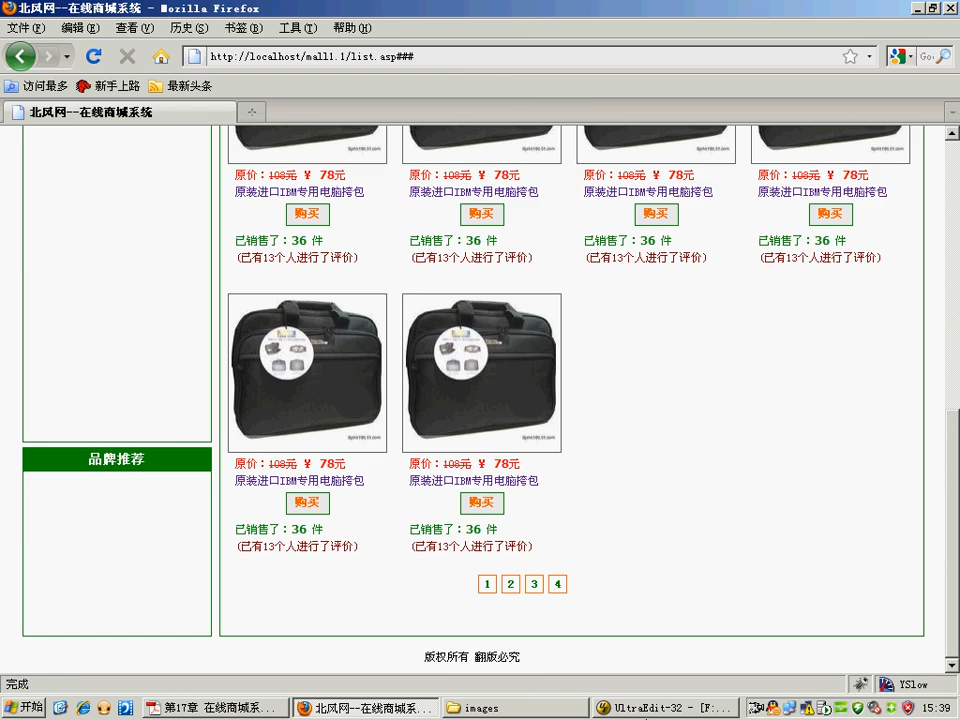 北风网--在线商城系统 - Mozilla Firefox
文件(F) 编辑(E) 查看(V) 历史(S) 书签(B) 工具(T) 帮助(H)
http://localhost/mall1.1/list.asp###
访问最多 新手上路 最新头条
北风网--在线商城系统
原价：108元 ¥ 78元 原价：108元 ¥ 78元 原价：108元 ¥ 78元 原价：108元 ¥ 78元
原装进口IBM专用电脑挎包 原装进口IBM专用电脑挎包 原装进口IBM专用电脑挎包 原装进口IBM专用电脑挎包
购买 购买 购买 购买
已销售了：36 件 已销售了：36 件 已销售了：36 件 已销售了：36 件
(已有13个人进行了评价) (已有13个人进行了评价) (已有13个人进行了评价) (已有13个人进行了评价)
品牌推荐
原价：108元 ¥ 78元 原价：108元 ¥ 78元
原装进口IBM专用电脑挎包 原装进口IBM专用电脑挎包
购买 购买
已销售了：36 件 已销售了：36 件
(已有13个人进行了评价) (已有13个人进行了评价)
1 2 3 4
版权所有 翻版必究
完成 YSlow
开始 第17章 在线商城系... 北风网--在线商城系... images UltraEdit-32 - [F:... 15:39